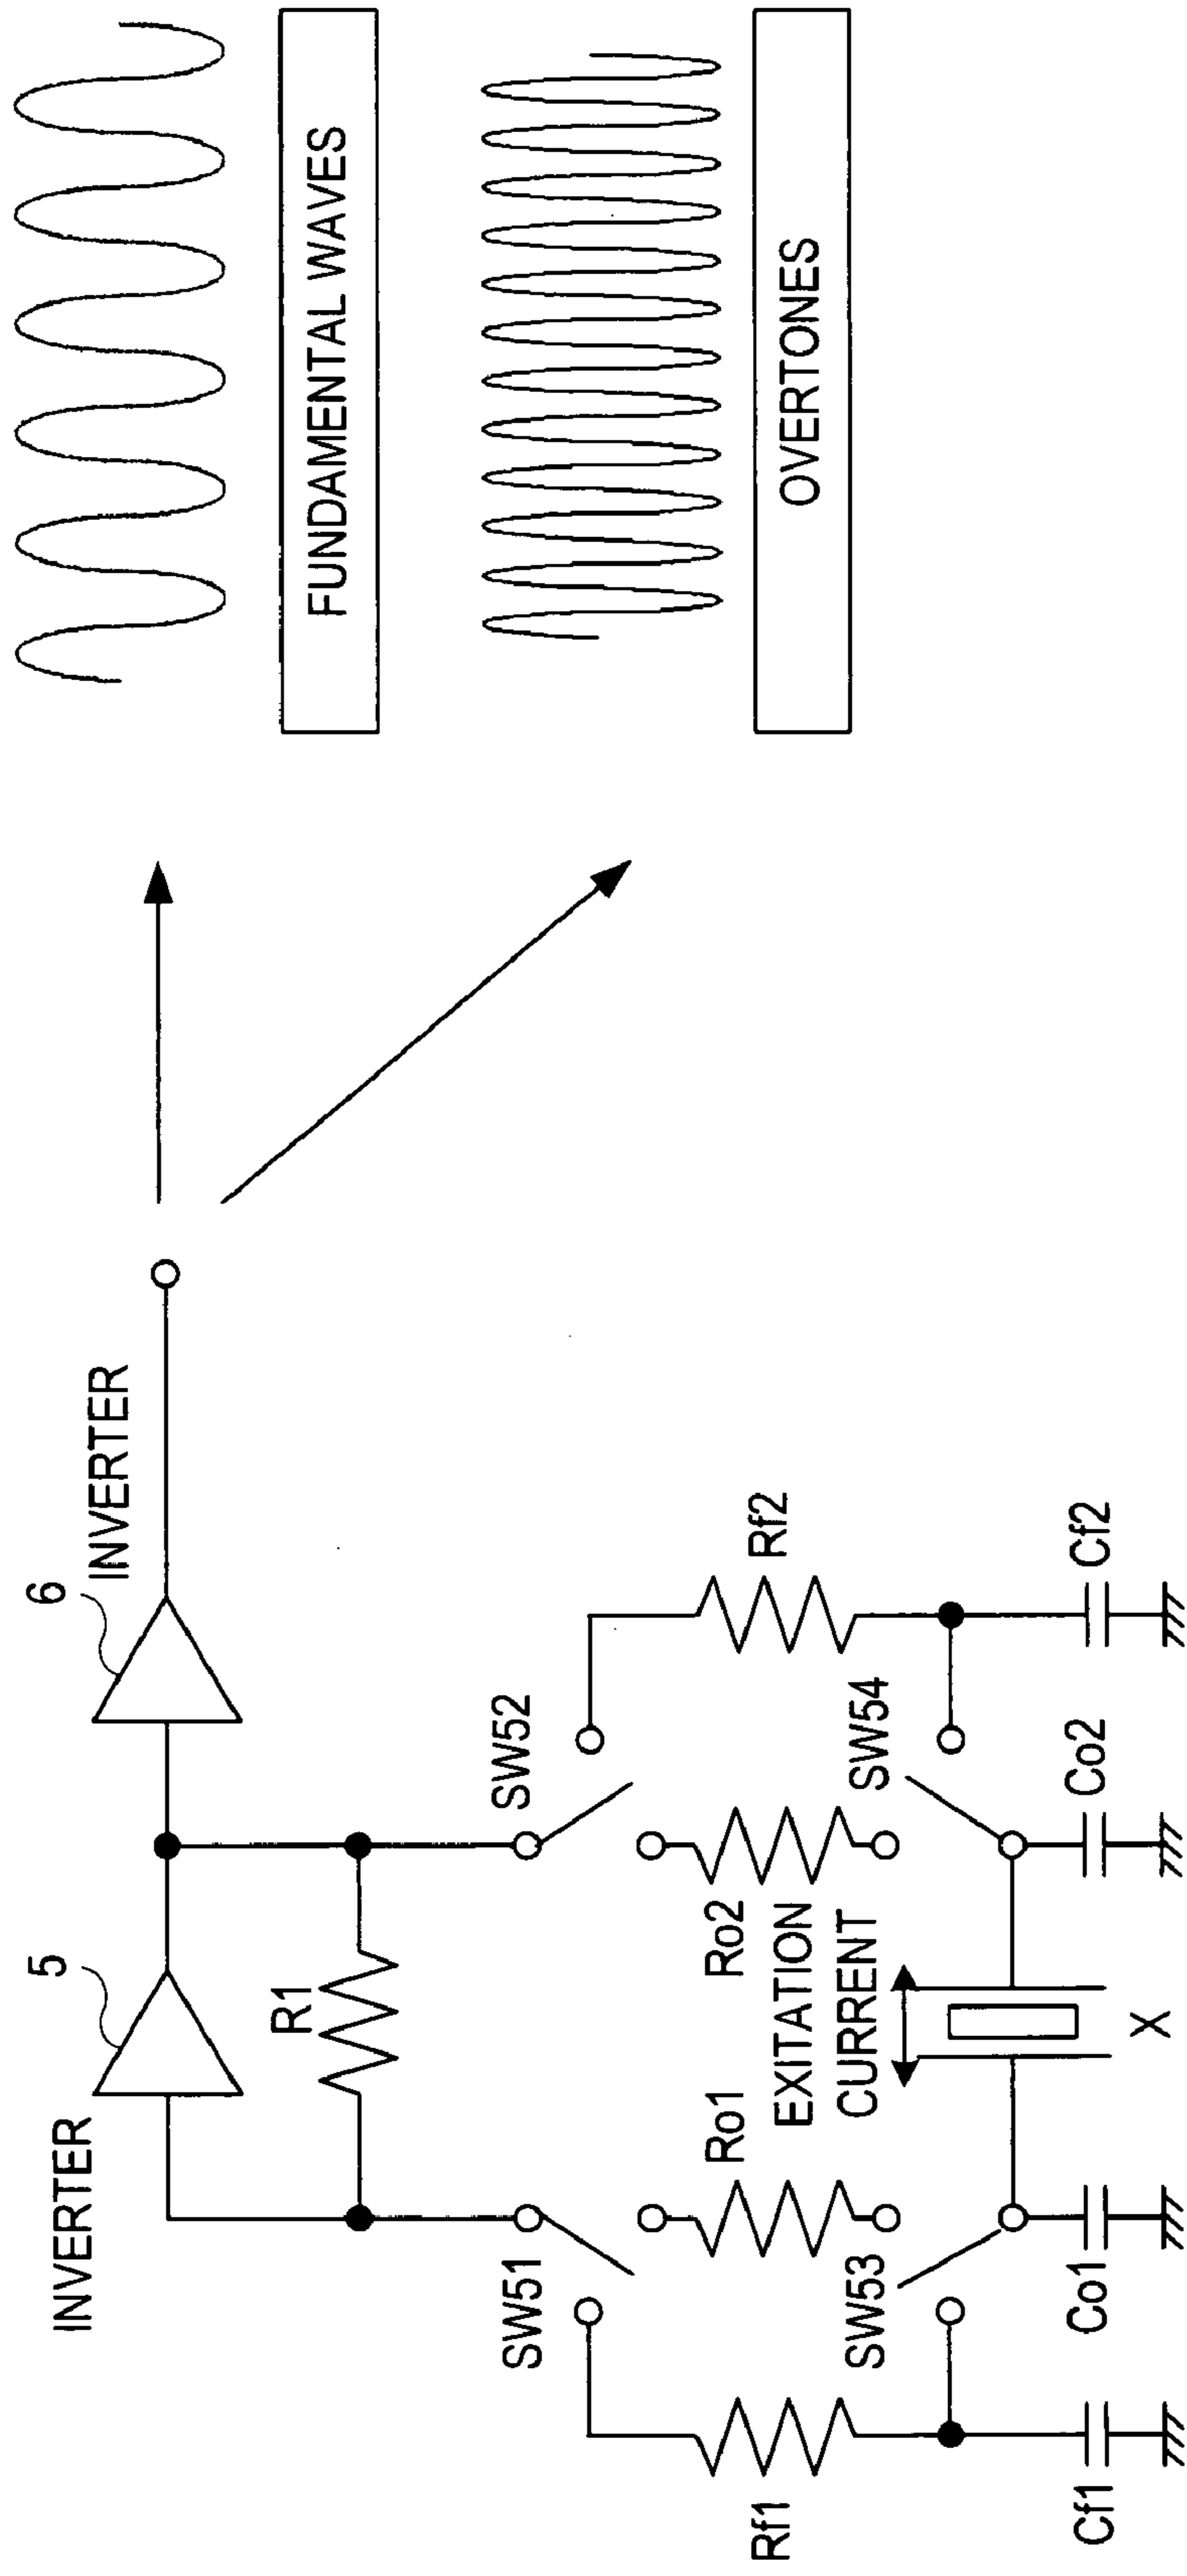 INVERTER
5
INVERTER
6
R1
SW51
SW52
Rf1
Ro1
Ro2
Rf2
EXITATION
CURRENT
SW53
SW54
Cf1
Co1
X
Co2
Cf2
FUNDAMENTAL WAVES
OVERTONES